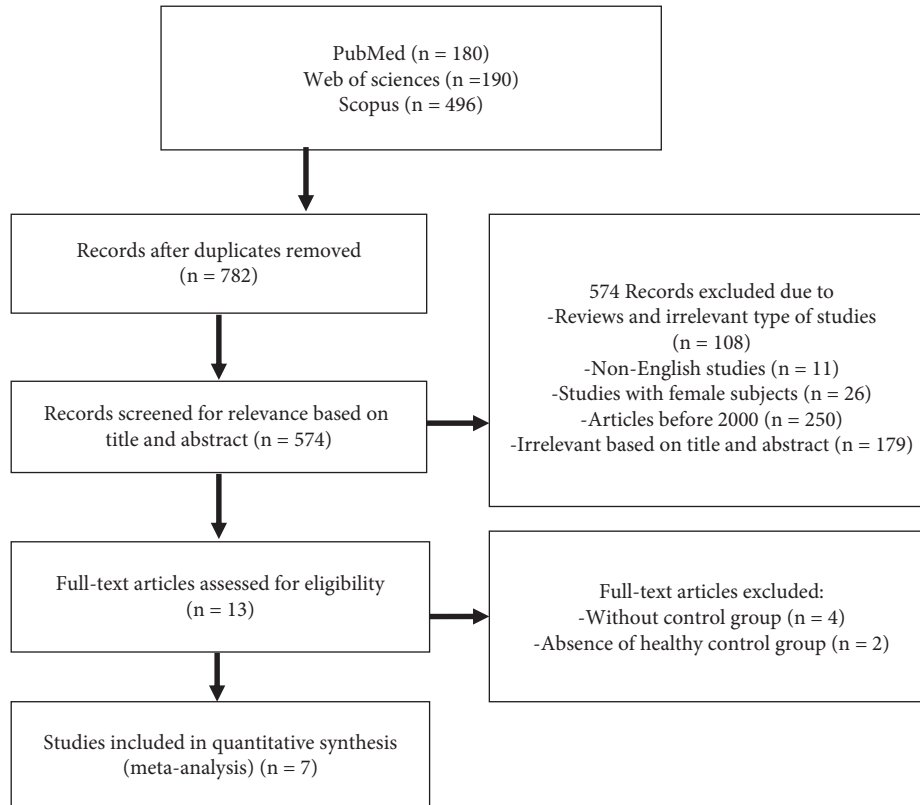 PubMed (n = 180)
Web of sciences (n =190)
Scopus (n = 496)
Records after duplicates removed
(n = 782)
574 Records excluded due to
-Reviews and irrelevant type of studies
(n = 108)
-Non-English studies (n = 11)
-Studies with female subjects (n = 26)
-Articles before 2000 (n = 250)
-Irrelevant based on title and abstract (n = 179)
Records screened for relevance based on
title and abstract (n = 574)
Full-text articles assessed for eligibility
(n = 13)
Full-text articles excluded:
-Without control group (n = 4)
-Absence of healthy control group (n = 2)
Studies included in quantitative synthesis
(meta-analysis) (n = 7)